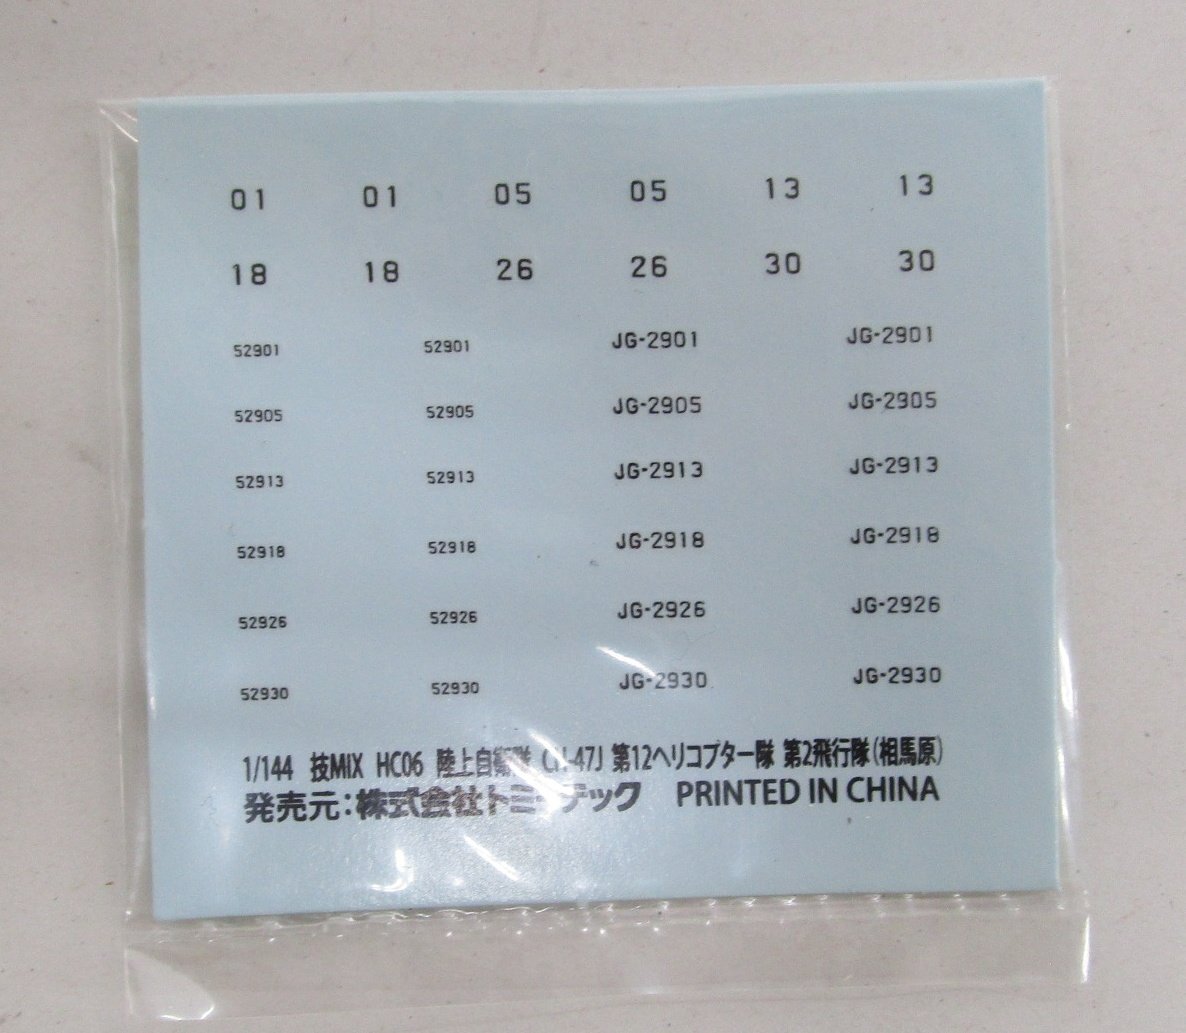 01 01 05 05 13 13
18 18 26 26 30 30
52901 52901 JG-2901 JG-2901
52905 52905 JG-2905 JG-2905
52913 52913 JG-2913 JG-2913
52918 52918 JG-2918 JG-2918
52926 52926 JG-2926 JG-2926
52930 52930 JG-2930 JG-2930
1/144 技MIX HC06 陸上自衛隊 CH-47J 第12ヘリコプター隊 第2飛行隊(相馬原)
発売元:株式会社トミーテック PRINTED IN CHINA